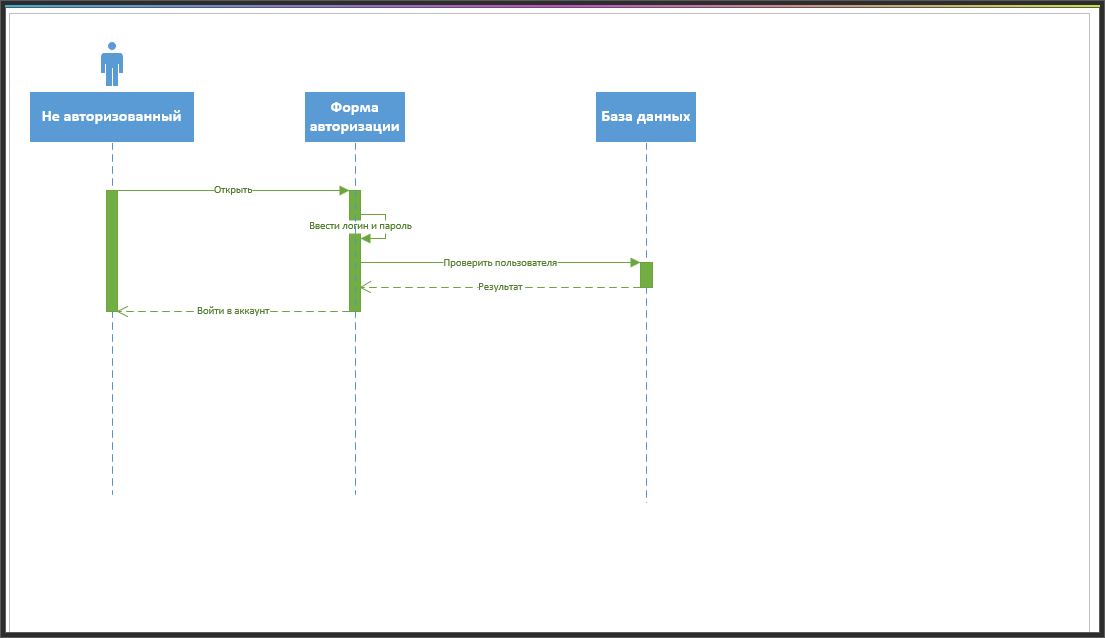 Не авторизованный
Форма
авторизации
База данных
Открыть
Ввести логин и пароль
Проверить пользователя
Результат
Войти в аккаунт